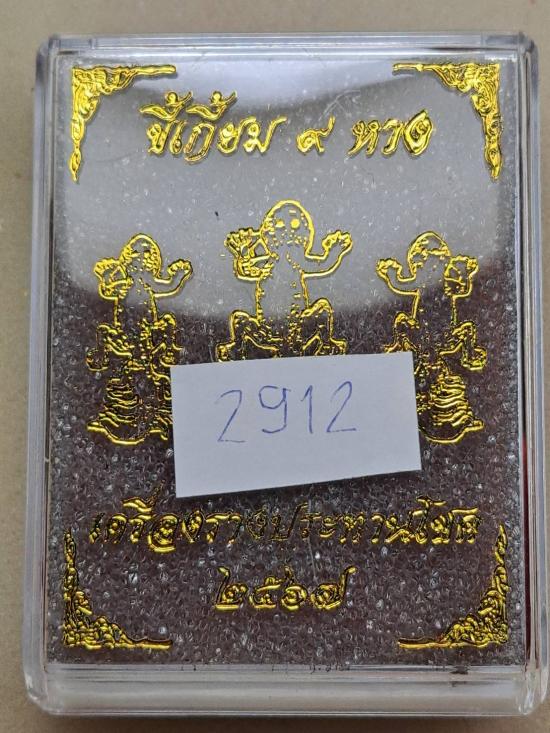 ขี้เกี้ยม ๙ หาง
2912
เครื่องรางประทานโชค
๒๕๖๗